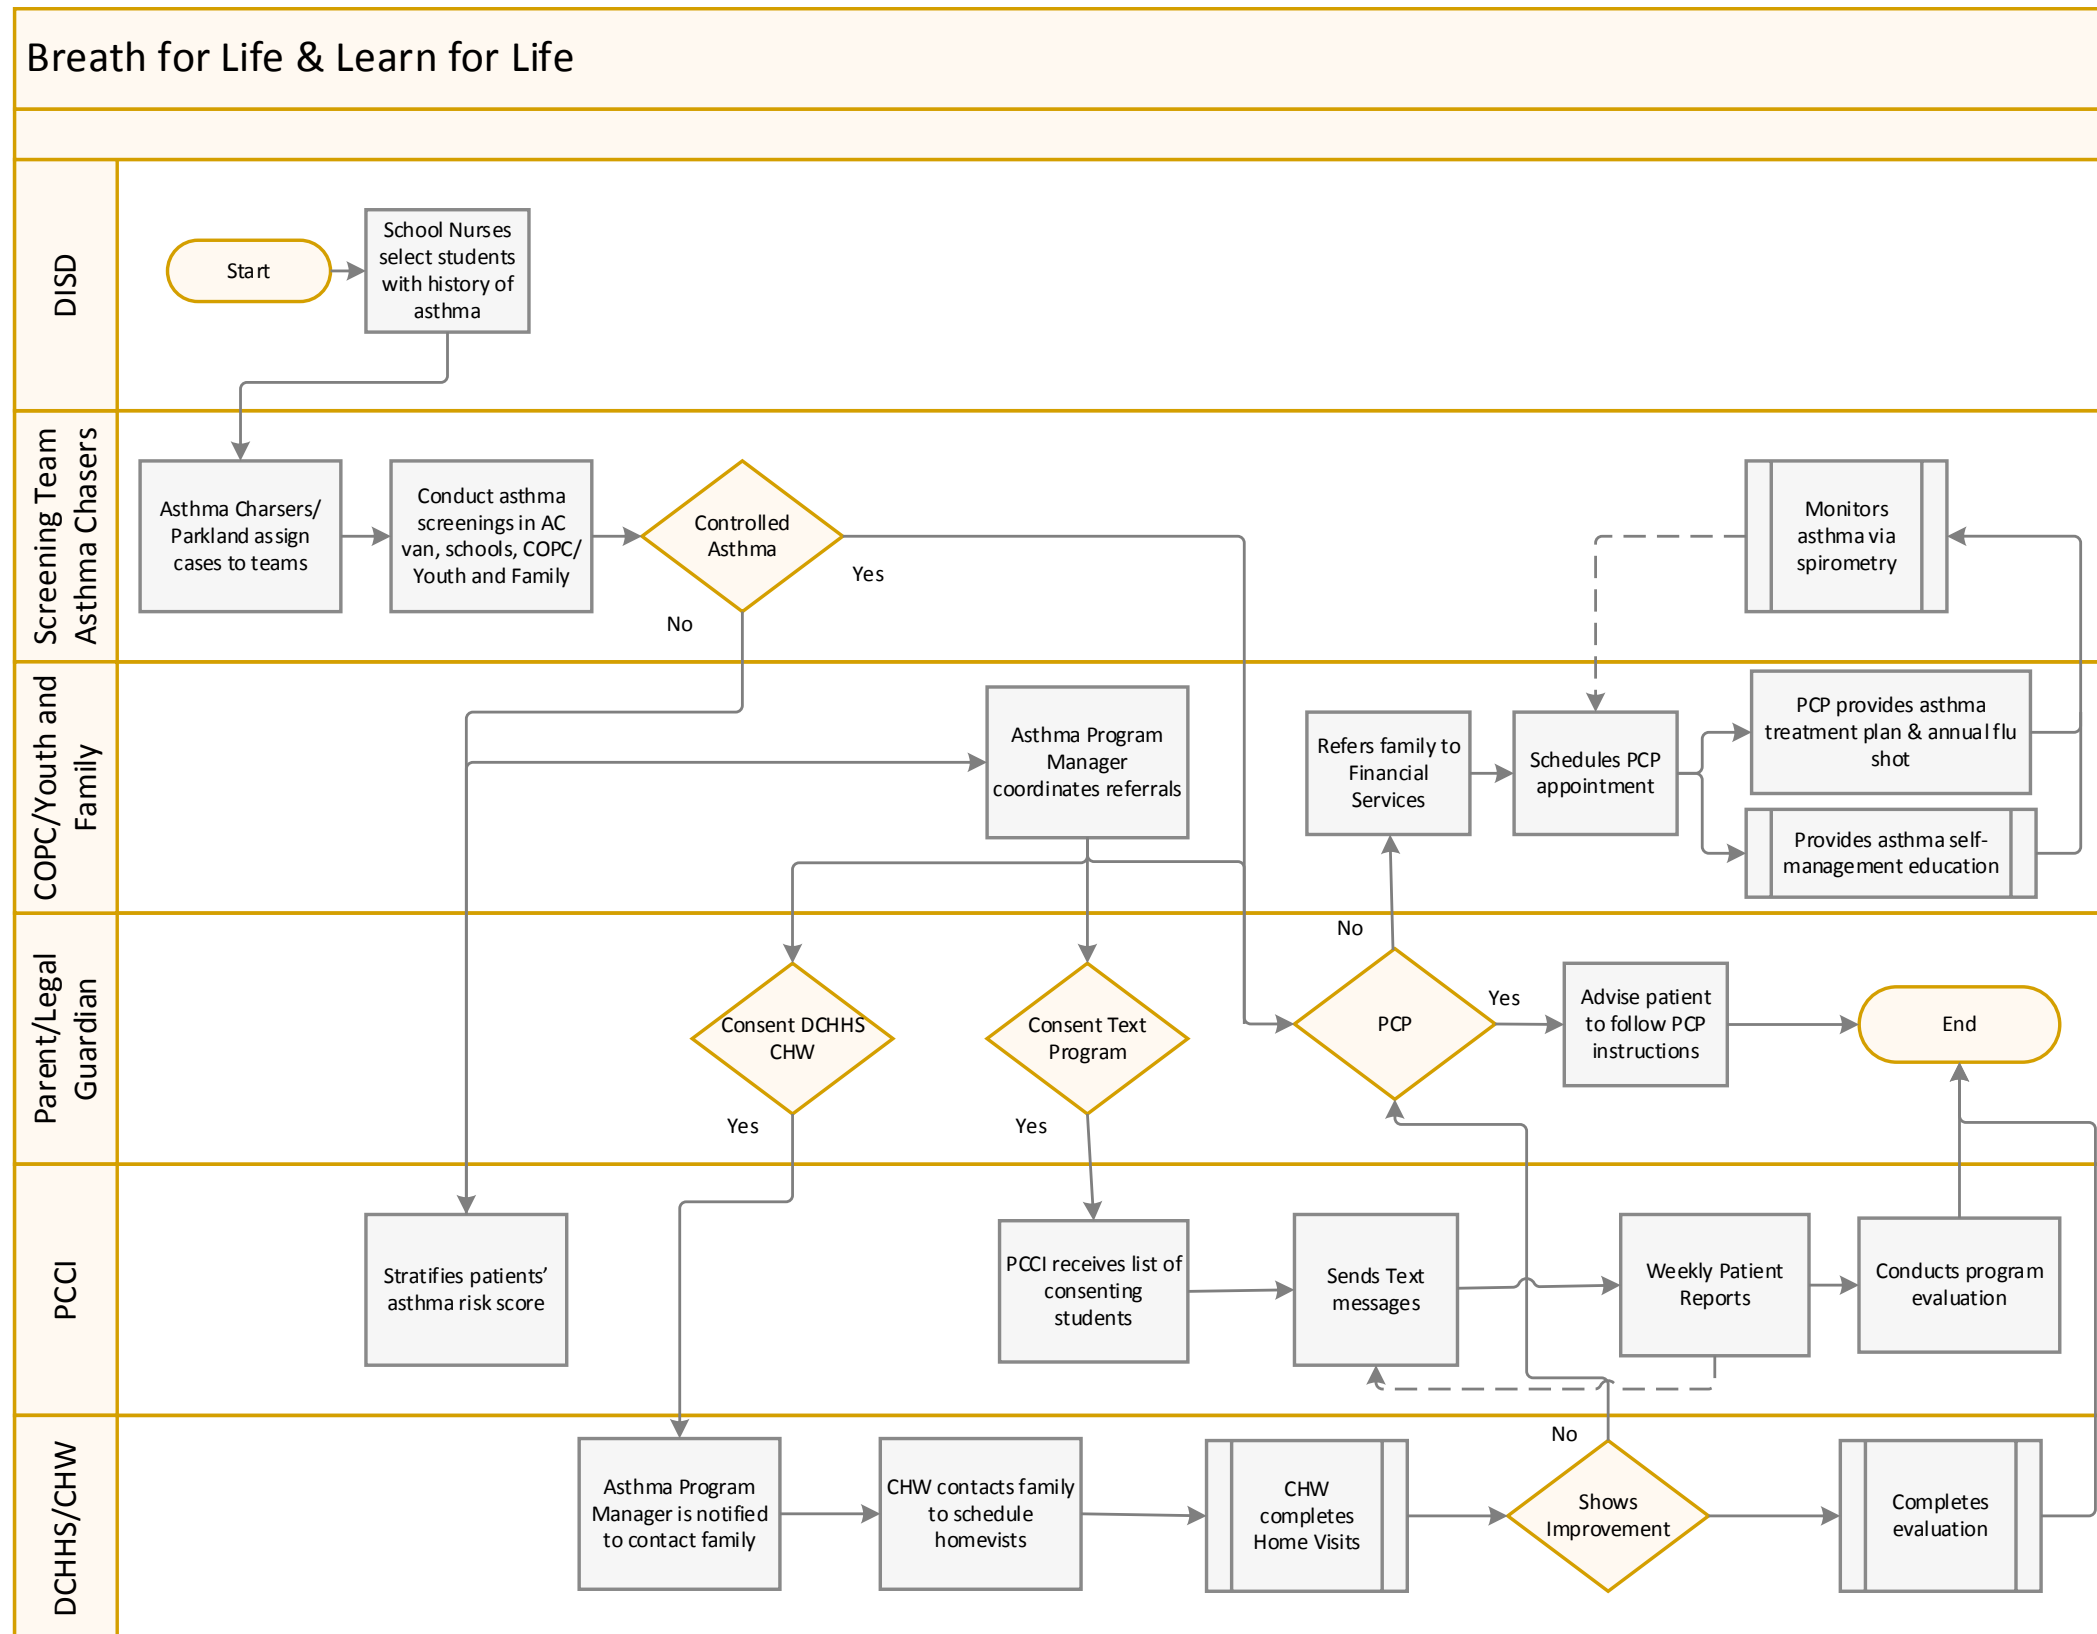 Breath for Life & Learn for Life
DISD
Start
School Nurses
select students
with history of
asthma
Screening Team
Asthma Chasers
Asthma Charsers/
Parkland assign
cases to teams
Conduct asthma
screenings in AC
van, schools, COPC/
Youth and Family
Controlled
Asthma
Yes
No
Monitors
asthma via
spirometry
COPC/Youth and
Family
Asthma Program
Manager
coordinates referrals
Refers family to
Financial
Services
Schedules PCP
appointment
PCP provides asthma
treatment plan & annual flu
shot
Provides asthma self-
management education
Parent/Legal
Guardian
Consent DCHHS
CHW
Yes
Consent Text
Program
Yes
No
PCP
Yes
Advise patient
to follow PCP
instructions
End
PCCI
Stratifies patients’
asthma risk score
PCCI receives list of
consenting
students
Sends Text
messages
Weekly Patient
Reports
Conducts program
evaluation
DCHHS/CHW
Asthma Program
Manager is notified
to contact family
CHW contacts family
to schedule
homevists
CHW
completes
Home Visits
No
Shows
Improvement
Completes
evaluation